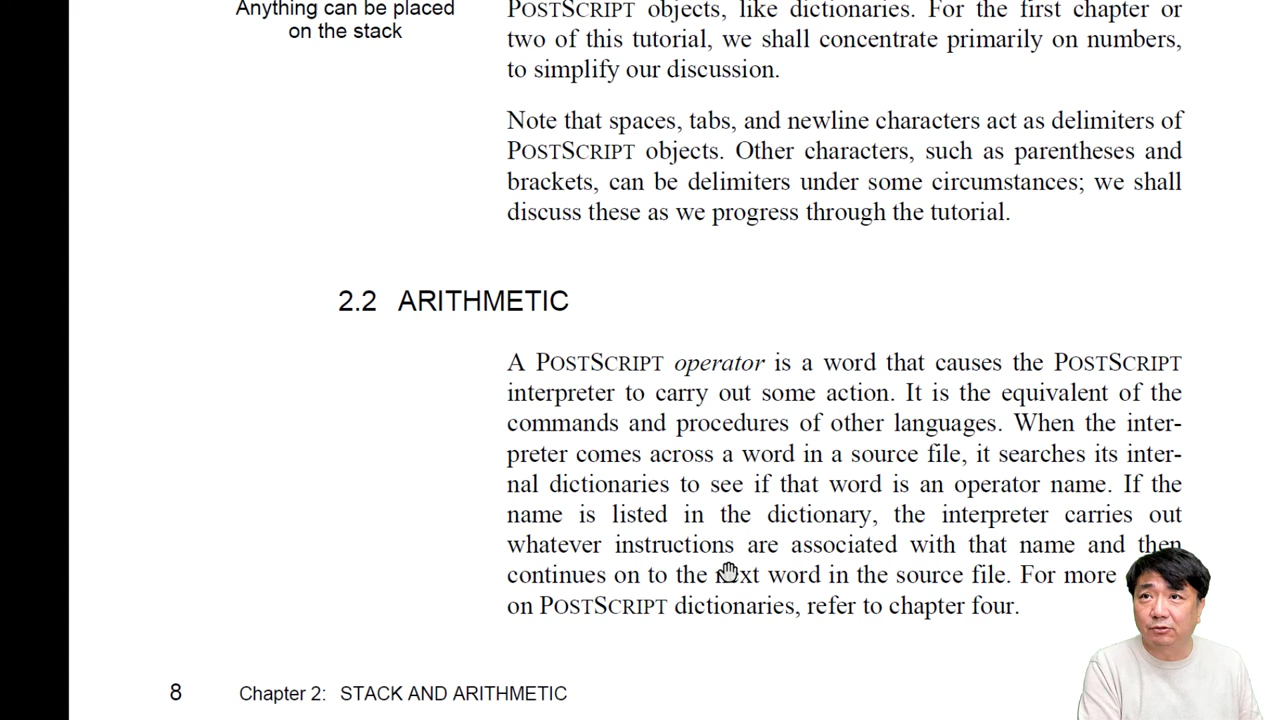 Anything can be placed
on the stack
POSTSCRIPT objects, like dictionaries. For the first chapter or
two of this tutorial, we shall concentrate primarily on numbers,
to simplify our discussion.
Note that spaces, tabs, and newline characters act as delimiters of
POSTSCRIPT objects. Other characters, such as parentheses and
brackets, can be delimiters under some circumstances; we shall
discuss these as we progress through the tutorial.
2.2 ARITHMETIC
A POSTSCRIPT operator is a word that causes the POSTSCRIPT
interpreter to carry out some action. It is the equivalent of the
commands and procedures of other languages. When the inter-
preter comes across a word in a source file, it searches its inter-
nal dictionaries to see if that word is an operator name. If the
name is listed in the dictionary, the interpreter carries out
whatever instructions are associated with that name and then
continues on to the next word in the source file. For more
on POSTSCRIPT dictionaries, refer to chapter four.
8 Chapter 2: STACK AND ARITHMETIC